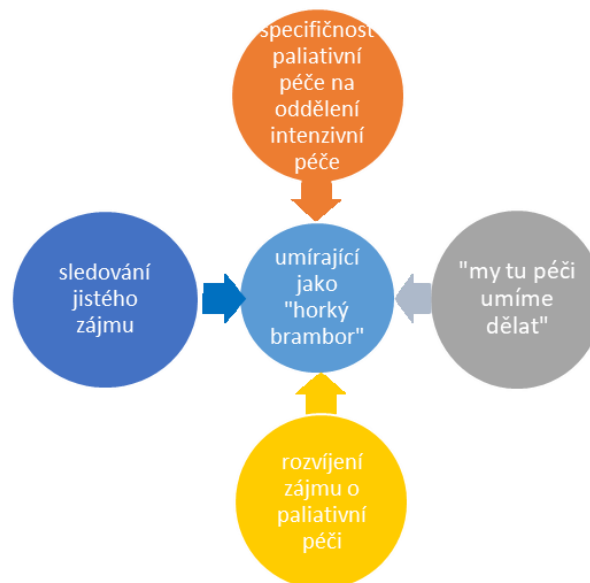 specifičnost
paliativní
péče na
oddělení
intenzivní
péče
sledování
jistého
zájmu
umírající
jako
"horký
brambor"
"my tu péči
umíme
dělat"
rozvíjení
zájmu o
paliativní
péči